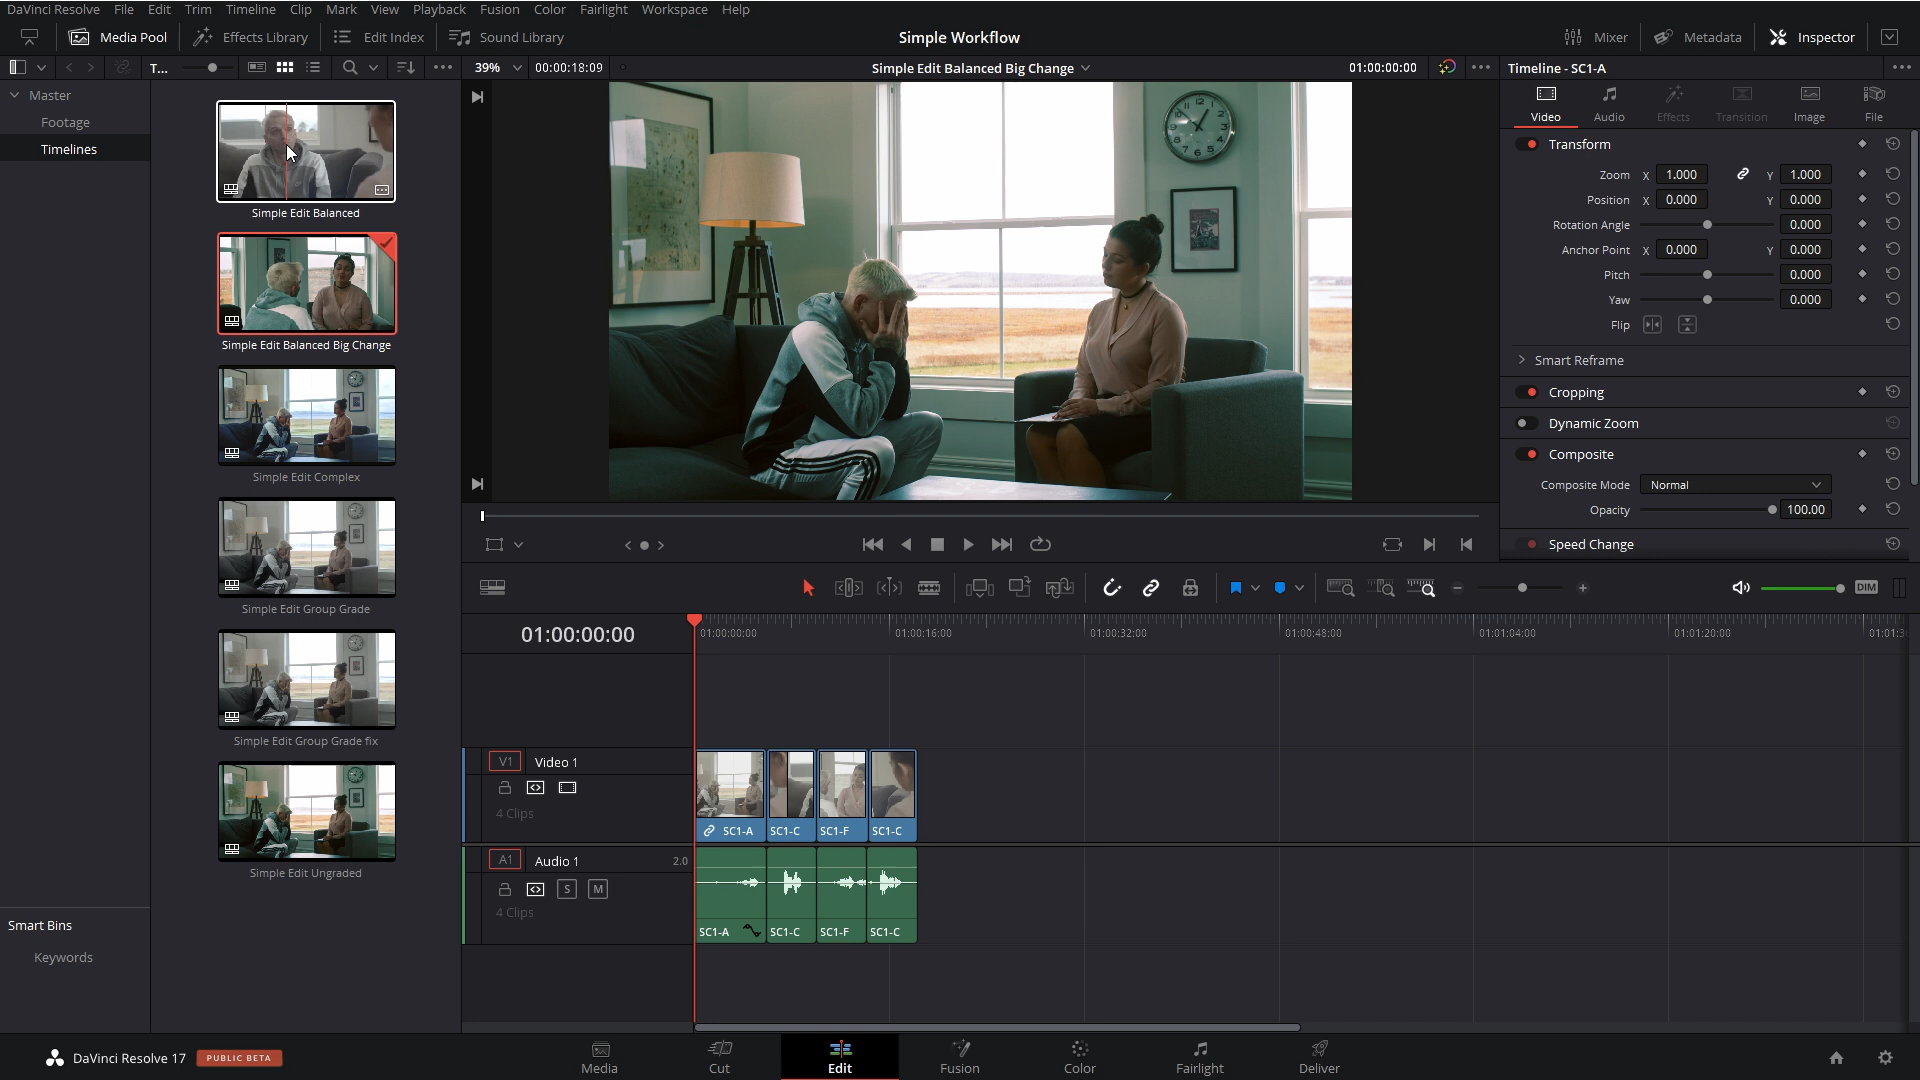 DaVinci Resolve File Edit Trim Timeline Clip Mark View Playback Fusion Color Fairlight Workspace Help
Media Pool Effects Library Edit Index Sound Library Simple Workflow Mixer Metadata Inspector
T... 39% 00:00:18:09 Simple Edit Balanced Big Change 01:00:00:00 Timeline - SC1-A
Master
Footage
Timelines
Simple Edit Balanced
Simple Edit Balanced Big Change
Simple Edit Complex
Simple Edit Group Grade
Simple Edit Group Grade fix
Simple Edit Ungraded
Smart Bins
Keywords
Video Audio Effects Transition Image File
Transform
Zoom X 1.000 Y 1.000
Position X 0.000 Y 0.000
Rotation Angle 0.000
Anchor Point X 0.000 Y 0.000
Pitch 0.000
Yaw 0.000
Flip
Smart Reframe
Cropping
Dynamic Zoom
Composite
Composite Mode Normal
Opacity 100.00
Speed Change
DIM
01:00:00:00 01:00:00:00 01:00:16:00 01:00:32:00 01:00:48:00 01:01:04:00 01:01:20:00 01:01:3
V1 Video 1
4 Clips
SC1-A SC1-C SC1-F SC1-C
A1 Audio 1 2.0
S M
4 Clips
SC1-A SC1-C SC1-F SC1-C
DaVinci Resolve 17 PUBLIC BETA Media Cut Edit Fusion Color Fairlight Deliver